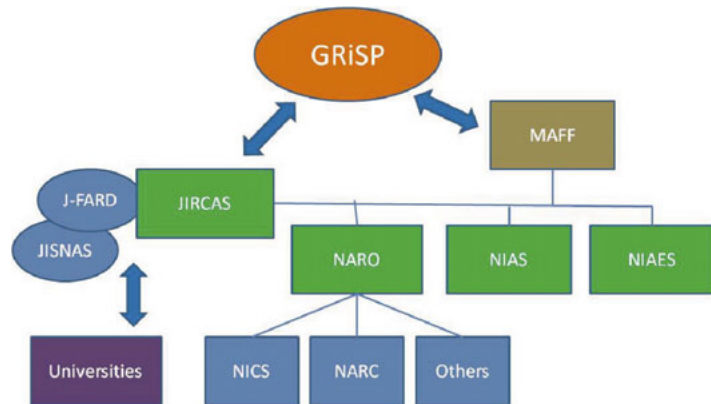 GRiSP
MAFF
J-FARD
JIRCAS
JISNAS
NARO
NIAS
NIAES
Universities
NICS
NARC
Others